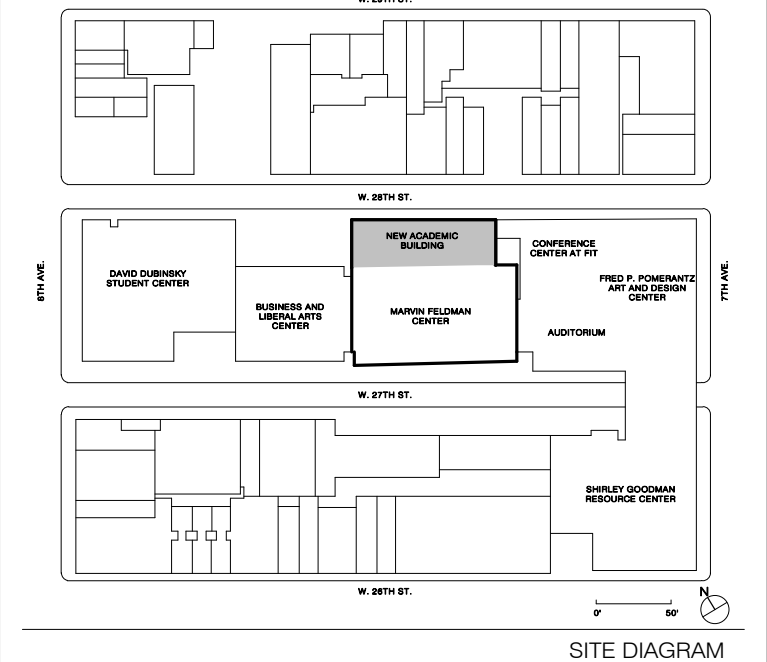 W. 28TH ST.
NEW ACADEMIC
BUILDING
CONFERENCE
CENTER AT FIT
DAVID DUBINSKY
STUDENT CENTER
FRED P. POMERANTZ
ART AND DESIGN
CENTER
6TH AVE.
7TH AVE.
BUSINESS AND
LIBERAL ARTS
CENTER
MARVIN FELDMAN
CENTER
AUDITORIUM
W. 27TH ST.
SHIRLEY GOODMAN
RESOURCE CENTER
W. 26TH ST.
N
0' 50'
SITE DIAGRAM